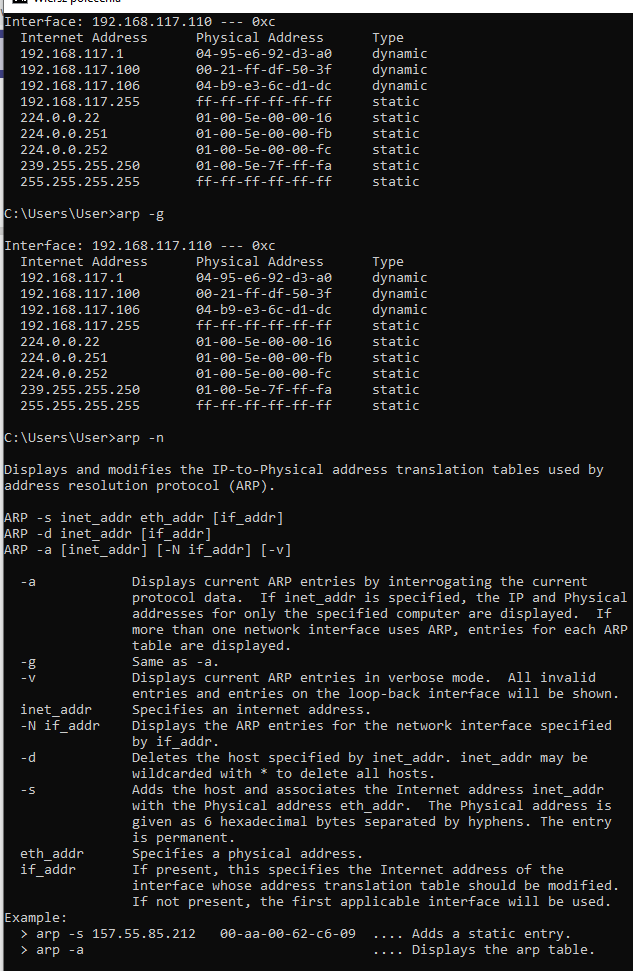 Wiersz polecenia
Interface: 192.168.117.110 --- 0xc
  Internet Address      Physical Address      Type
  192.168.117.1         04-95-e6-92-d3-a0     dynamic
  192.168.117.100       00-21-ff-df-50-3f     dynamic
  192.168.117.106       04-b9-e3-6c-d1-dc     dynamic
  192.168.117.255       ff-ff-ff-ff-ff-ff     static
  224.0.0.22            01-00-5e-00-00-16     static
  224.0.0.251           01-00-5e-00-00-fb     static
  224.0.0.252           01-00-5e-00-00-fc     static
  239.255.255.250       01-00-5e-7f-ff-fa     static
  255.255.255.255       ff-ff-ff-ff-ff-ff     static
C:\Users\User>arp -g
Interface: 192.168.117.110 --- 0xc
  Internet Address      Physical Address      Type
  192.168.117.1         04-95-e6-92-d3-a0     dynamic
  192.168.117.100       00-21-ff-df-50-3f     dynamic
  192.168.117.106       04-b9-e3-6c-d1-dc     dynamic
  192.168.117.255       ff-ff-ff-ff-ff-ff     static
  224.0.0.22            01-00-5e-00-00-16     static
  224.0.0.251           01-00-5e-00-00-fb     static
  224.0.0.252           01-00-5e-00-00-fc     static
  239.255.255.250       01-00-5e-7f-ff-fa     static
  255.255.255.255       ff-ff-ff-ff-ff-ff     static
C:\Users\User>arp -n
Displays and modifies the IP-to-Physical address translation tables used by
address resolution protocol (ARP).
ARP -s inet_addr eth_addr [if_addr]
ARP -d inet_addr [if_addr]
ARP -a [inet_addr] [-N if_addr] [-v]
  -a            Displays current ARP entries by interrogating the current
                protocol data.  If inet_addr is specified, the IP and Physical
                addresses for only the specified computer are displayed.  If
                more than one network interface uses ARP, entries for each ARP
                table are displayed.
  -g            Same as -a.
  -v            Displays current ARP entries in verbose mode.  All invalid
                entries and entries on the loop-back interface will be shown.
  inet_addr     Specifies an internet address.
  -N if_addr    Displays the ARP entries for the network interface specified
                by if_addr.
  -d            Deletes the host specified by inet_addr. inet_addr may be
                wildcarded with * to delete all hosts.
  -s            Adds the host and associates the Internet address inet_addr
                with the Physical address eth_addr.  The Physical address is
                given as 6 hexadecimal bytes separated by hyphens. The entry
                is permanent.
  eth_addr      Specifies a physical address.
  if_addr       If present, this specifies the Internet address of the
                interface whose address translation table should be modified.
                If not present, the first applicable interface will be used.
Example:
  > arp -s 157.55.85.212   00-aa-00-62-c6-09  .... Adds a static entry.
  > arp -a                                    .... Displays the arp table.